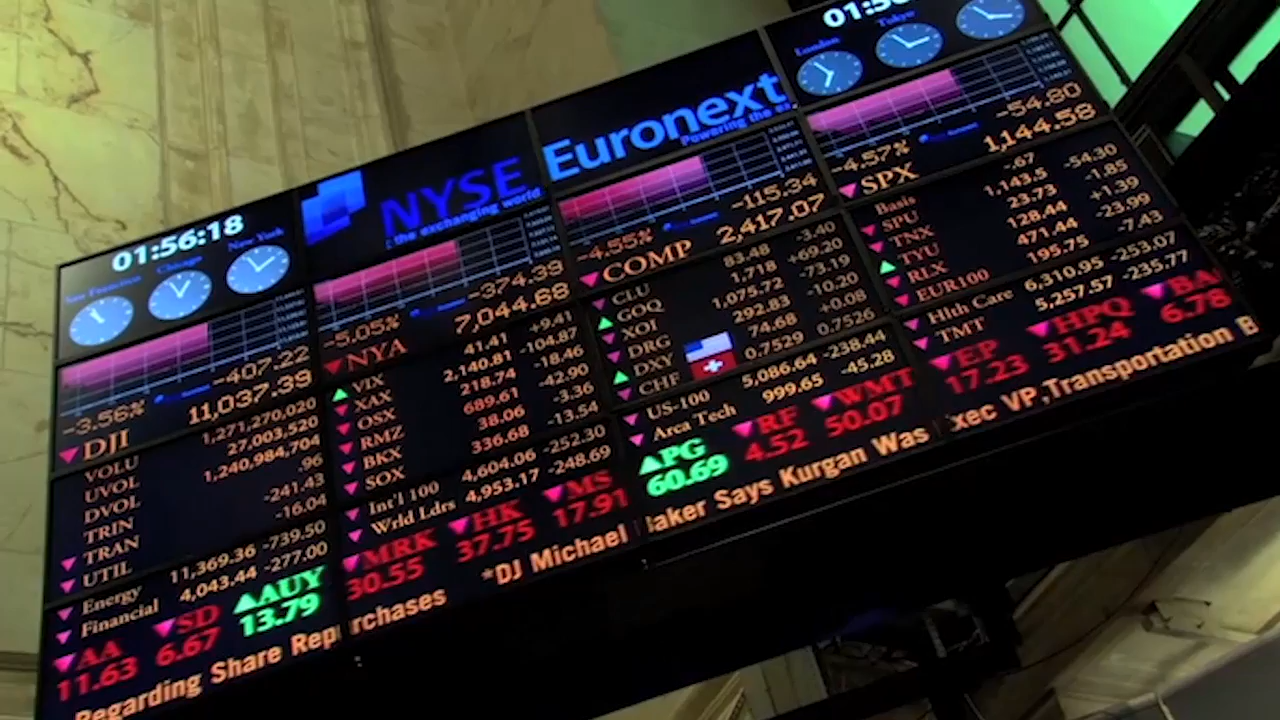 01:56:18
San Francisco Chicago New York
-407.22
-3.56% 11,037.39
DJI
VOLU 1,271,270,020
UVOL 27,003,520
DVOL 1,240,984,704
TRIN .96
TRAN -241.43
UTIL -16.04
Energy 11,369.36 -739.50
Financial 4,043.44 -277.00
AA SD AUY
11.63 6.67 13.79
NYSE
the exchanging world
-374.39
-5.05% 7,044.68
NYA
VIX 41.41 +9.41
XAX 2,140.81 -104.87
OSX 218.74 -18.46
RMZ 689.61 -42.90
BKX 38.06 -3.36
SOX 336.68 -13.54
Int'l 100 4,604.06 -252.30
Wrld Ldrs 4,953.17 -248.69
MRK HK MS
30.55 37.75 17.91
Euronext
Powering the
-115.34
-4.55% 2,417.07
COMP
CLU 83.48 -3.40
GOQ 1,718 +69.20
XOI 1,075.72 -73.19
DRG 292.83 -10.20
DXY 74.68 +0.08
CHF 0.7529 0.7526
US-100 5,086.64 -238.44
Arca Tech 999.65 -45.28
PG RF WMT
60.69 4.52 50.07
London Tokyo
-54.80
-4.57% 1,144.58
SPX
Basis -.67
SPU 1,143.5 -54.30
TNX 23.73 -1.85
TYU 128.44 +1.39
RLX 471.44 -23.99
EUR100 195.75 -7.43
Hlth Care 6,310.95 -253.07
TMT 5,257.57 -235.77
EP HPQ BA
17.23 31.24 6.78
Regarding Share Repurchases *DJ Michael Baker Says Kurgan Was Exec VP,Transportation B